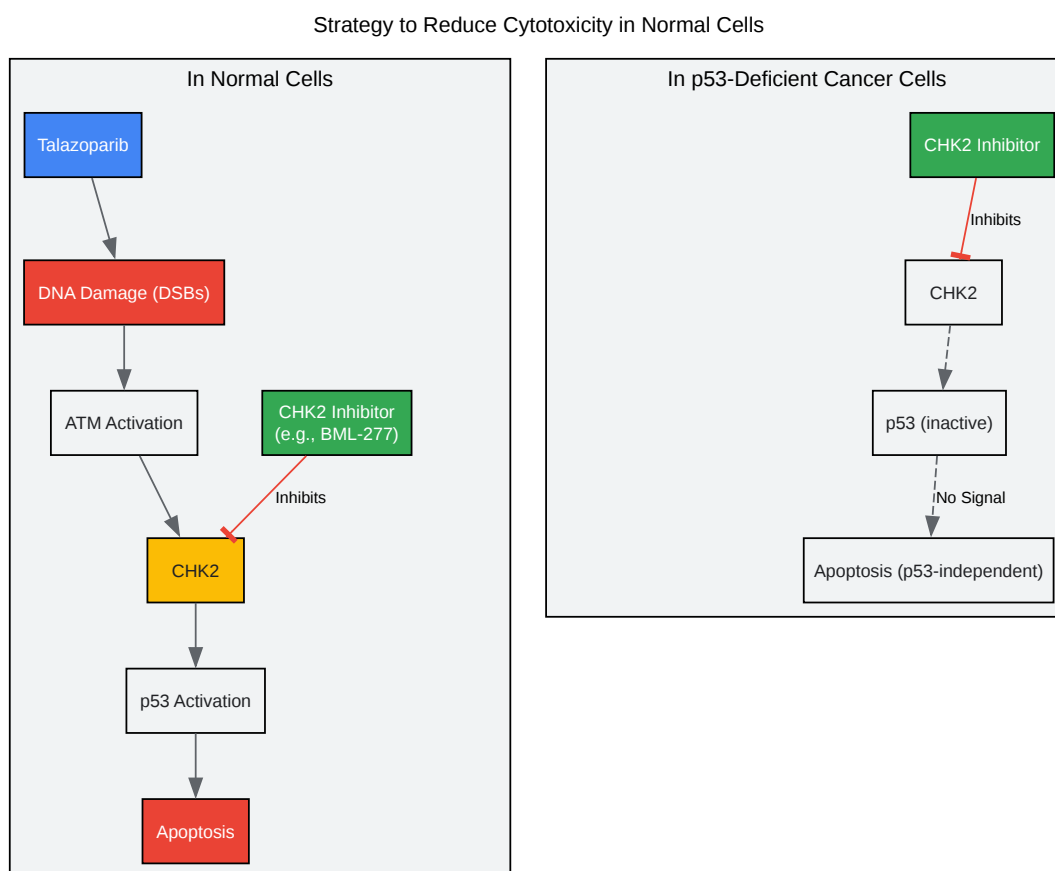 Strategy to Reduce Cytotoxicity in Normal Cells
In Normal Cells
Talazoparib
DNA Damage (DSBs)
ATM Activation
CHK2 Inhibitor
(e.g., BML-277)
Inhibits
CHK2
p53 Activation
Apoptosis
In p53-Deficient Cancer Cells
CHK2 Inhibitor
Inhibits
CHK2
p53 (inactive)
No Signal
Apoptosis (p53-independent)